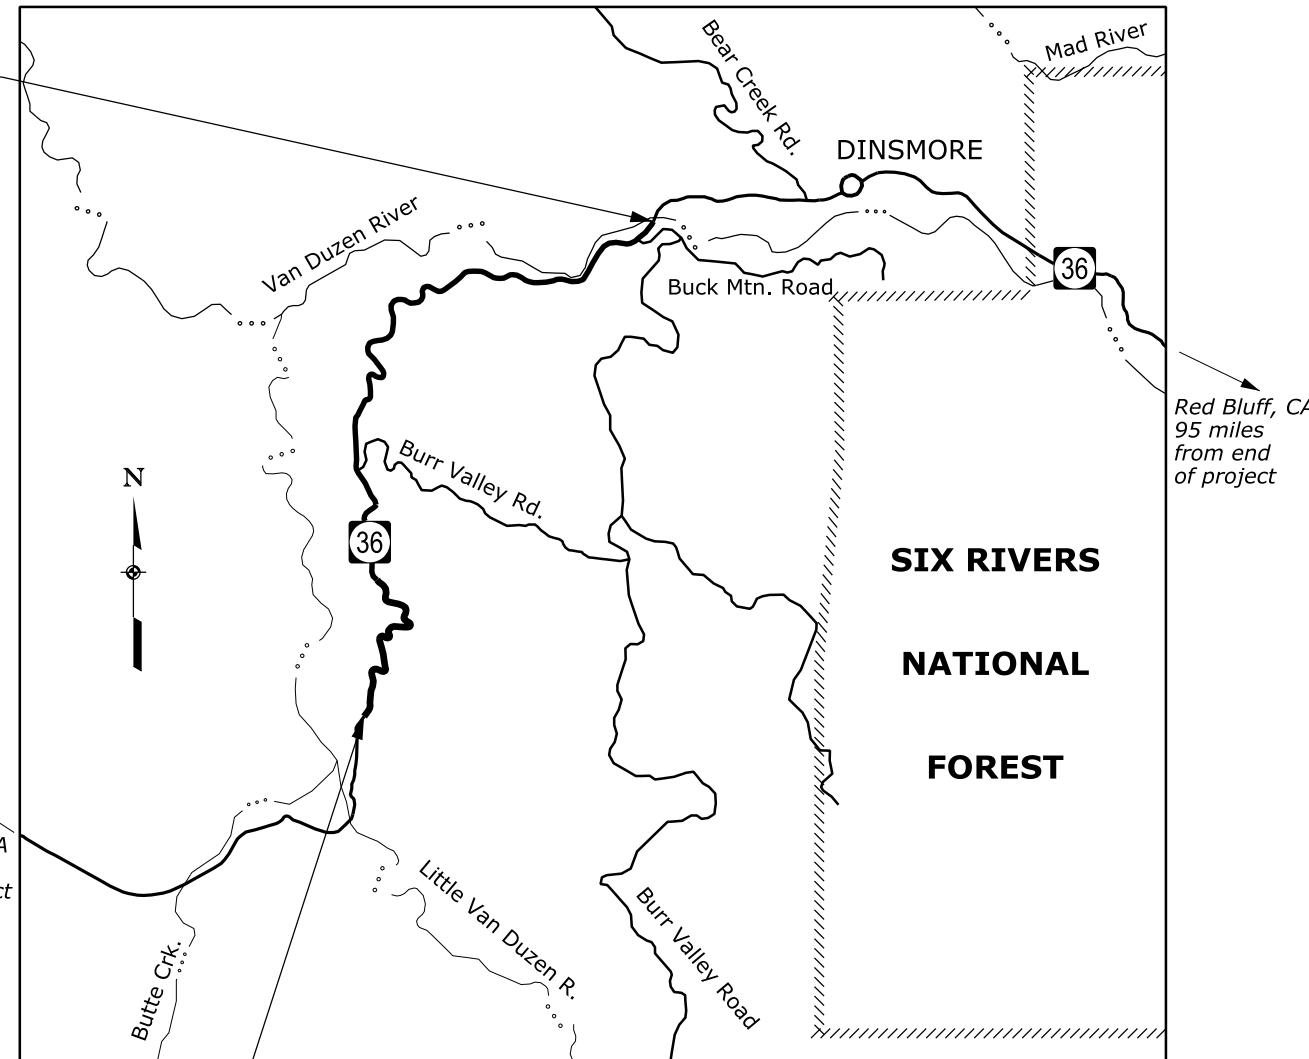 Mad River
Bear Creek Rd.
DINSMORE
Van Duzen River
36
Buck Mtn. Road
Red Bluff, CA
95 miles
from end
of project
Burr Valley Rd.
N
36
SIX RIVERS
NATIONAL
FOREST
A
ct
Little Van Duzen R.
Burr Valley Road
Butte Crk.